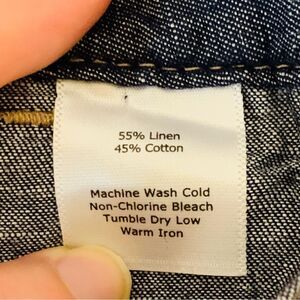 55% Linen
45% Cotton
Machine Wash Cold
Non-Chlorine Bleach
Tumble Dry Low
Warm Iron